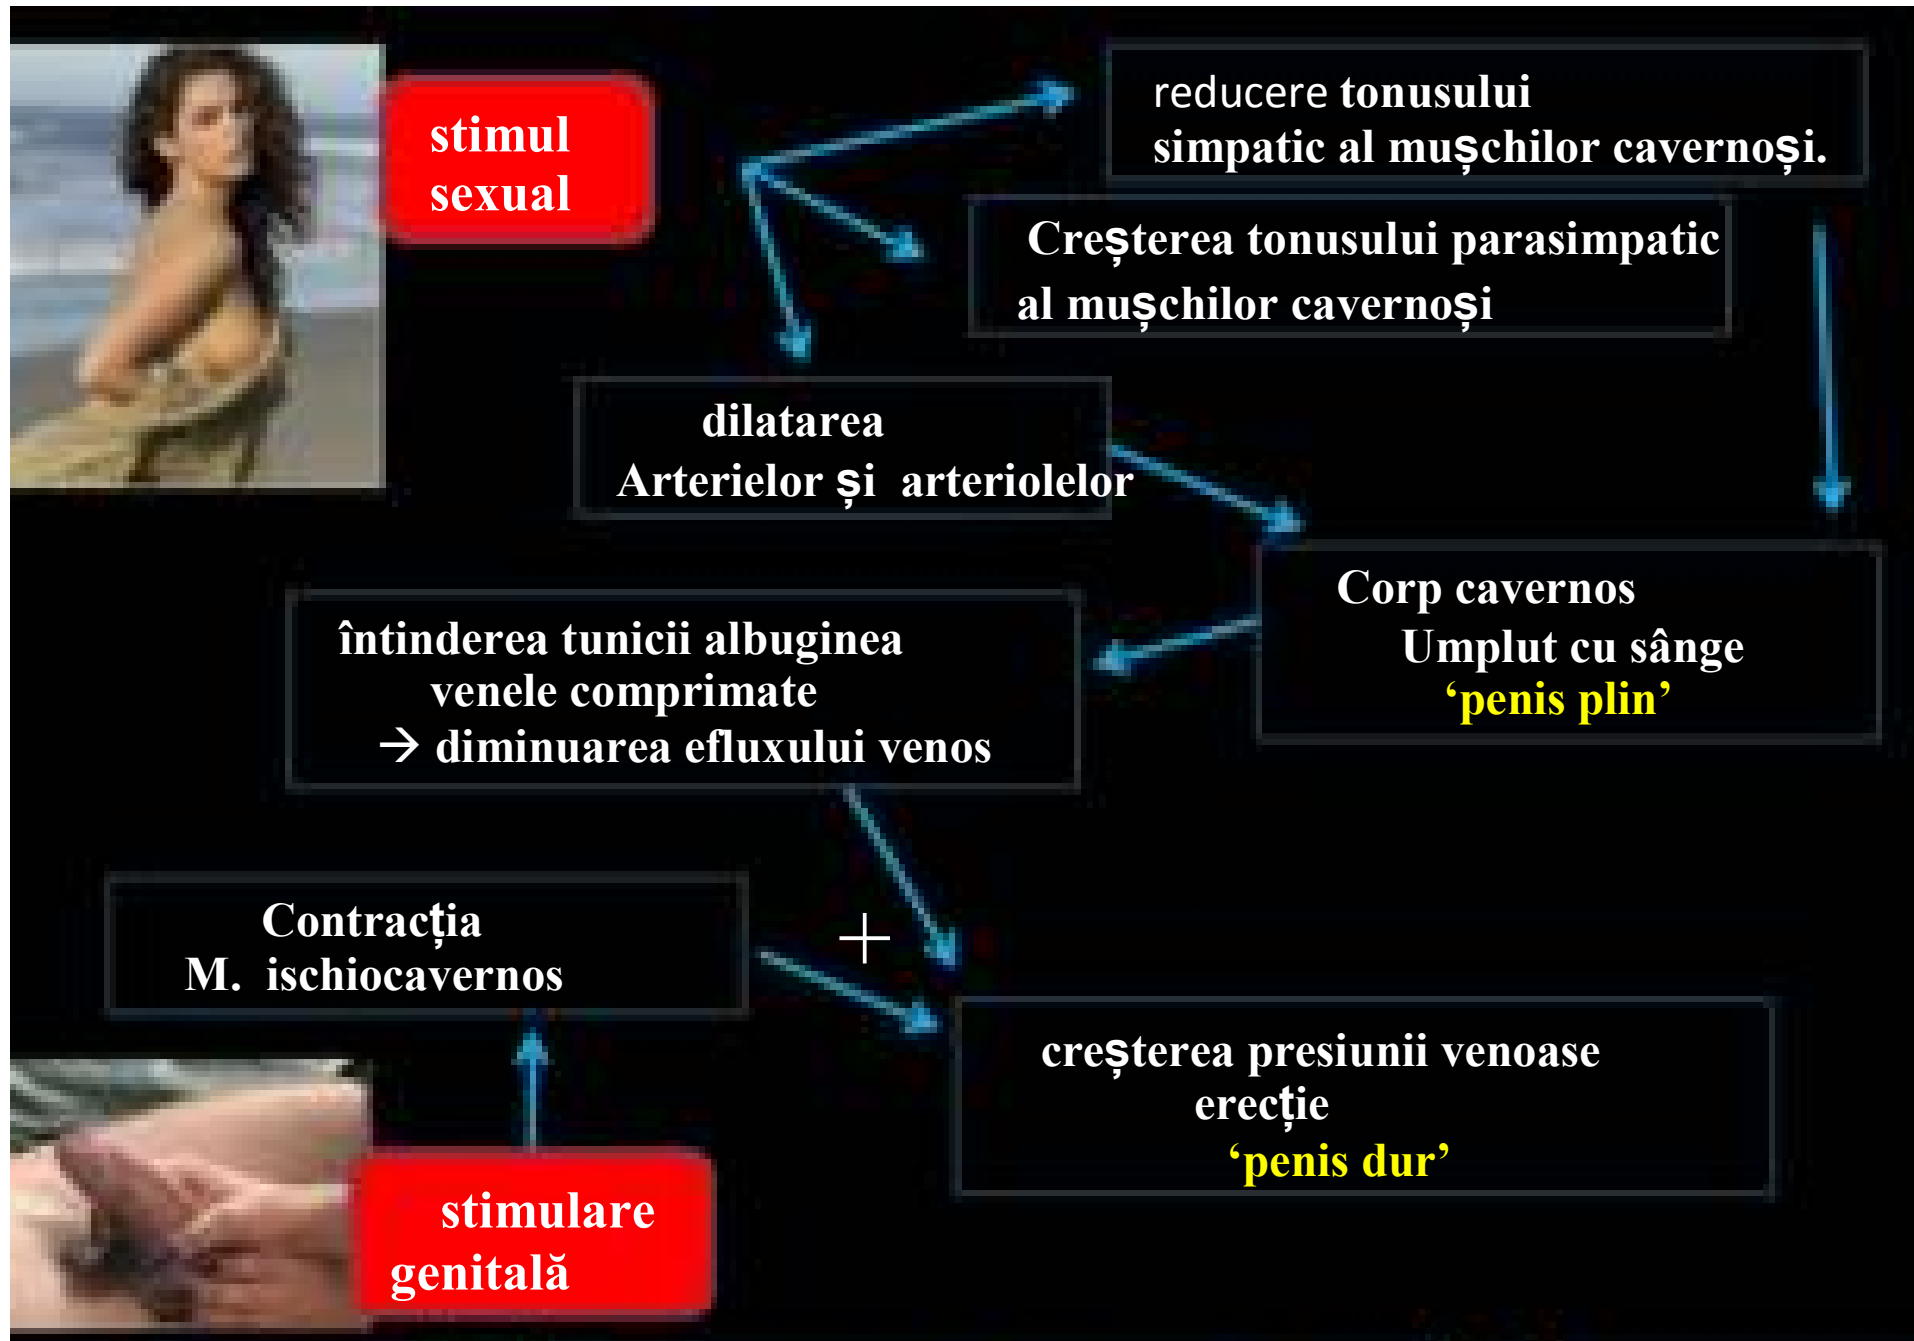 stimul
sexual
reducere tonusului
simpatic al mușchilor cavernoși.
Creșterea tonusului parasimpatic
al mușchilor cavernoși
dilatarea
Arterielor și arteriolelor
Corp cavernos
Umplut cu sânge
‘penis plin’
întinderea tunicii albuginea
venele comprimate
→ diminuarea efluxului venos
Contracția
M. ischiocavernos
+
creșterea presiunii venoase
erecție
‘penis dur’
stimulare
genitală